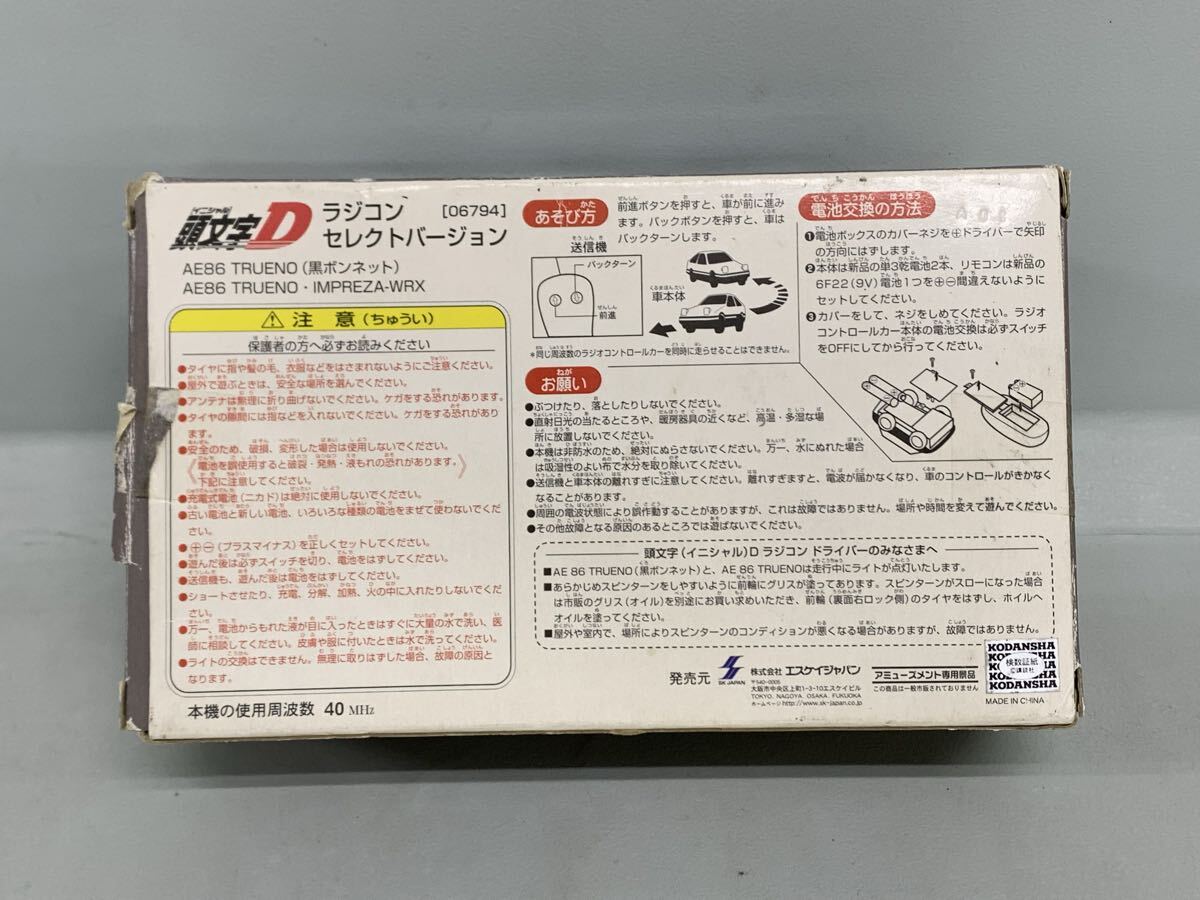 イニシャル
頭文字D
ラジコン
セレクトバージョン
[06794]
AE86 TRUENO(黒ボンネット)
AE86 TRUENO・IMPREZA-WRX
注 意(ちゅうい)
保護者の方へ必ずお読みください
●タイヤに指や髪の毛、衣服などをはさまれないようにご注意ください。
●屋外で遊ぶときは、安全な場所を選んでください。
●アンテナは無理に折り曲げないでください。ケガをする恐れがあります。
●タイヤの隙間には指などを入れないでください。ケガをする恐れがあり
ます。
●安全のため、破損、変形した場合は使用しないでください。
電池を誤使用すると破裂・発熱・液もれの恐れがあります。
下記に注意してください。
●充電式電池(ニカド)は絶対に使用しないでください。
●古い電池と新しい電池、いろいろな種類の電池をまぜて使わないでくだ
さい。
●⊕⊖(プラスマイナス)を正しくセットしてください。
●遊んだ後は必ずスイッチを切り、電池をはずしてください。
●送信機も、遊んだ後は電池をはずしてください。
●ショートさせたり、充電、分解、加熱、火の中に入れたりしないでくだ
さい。
万一、電池からもれた液が目に入ったときはすぐに大量の水で洗い、医
師に相談してください。皮膚や服に付いたときは水で洗ってください。
●ライトの交換はできません。無理に取りはずした場合、故障の原因と
なります。
本機の使用周波数 40 MHz
あそび方
前進ボタンを押すと、車が前に進み
ます。バックボタンを押すと、車は
バックターンします。
送信機
バックターン
前進
車本体
*同じ周波数のラジオコントロールカーを同時に走らせることはできません。
お願い
●ぶつけたり、落としたりしないでください。
●直射日光の当たるところや、暖房器具の近くなど、高温・多湿な場
所に放置しないでください。
●本機は非防水のため、絶対にぬらさないでください。万一、水にぬれた場合
は吸湿性のよい布で水分を取り除いてください。
●送信機と車本体の離れすぎに注意してください。離れすぎますと、電波が届かなくなり、車のコントロールがきかなく
なることがあります。
●周囲の電波状態により誤作動することがありますが、これは故障ではありません。場所や時間を変えて遊んでください。
●その他故障となる原因のあるところでは遊ばないでください。
電池交換の方法
❶電池ボックスのカバーネジを⊕ドライバーで矢印
の方向にはずします。
❷本体は新品の単3乾電池2本、リモコンは新品の
6F22(9V)電池1つを⊕⊖間違えないように
セットしてください。
❸カバーをして、ネジをしめてください。ラジオ
コントロールカー本体の電池交換は必ずスイッチ
をOFFにしてから行ってください。
頭文字(イニシャル)D ラジコン ドライバーのみなさまへ
■AE 86 TRUENO(黒ボンネット)と、AE 86 TRUENOは走行中にライトが点灯いたします。
■あらかじめスピンターンをしやすいように前輪にグリスが塗ってあります。スピンターンがスローになった場合
は市販のグリス(オイル)を別途にお買い求めいただき、前輪(裏面右ロック側)のタイヤをはずし、ホイルへ
オイルを塗ってください。
■屋外や室内で、場所によりスピンターンのコンディションが悪くなる場合がありますが、故障ではありません。
発売元
SK JAPAN
株式会社 エスケイジャパン
〒540-0005
大阪市中央区上町1-3-10エスケイビル
TOKYO, NAGOYA, OSAKA, FUKUOKA
ホームページ http://www.sk-japan.co.jp
アミューズメント専用景品
この商品は一般市販されておりません
KODANSHA
検数証紙
©講談社
KODANSHA
MADE IN CHINA